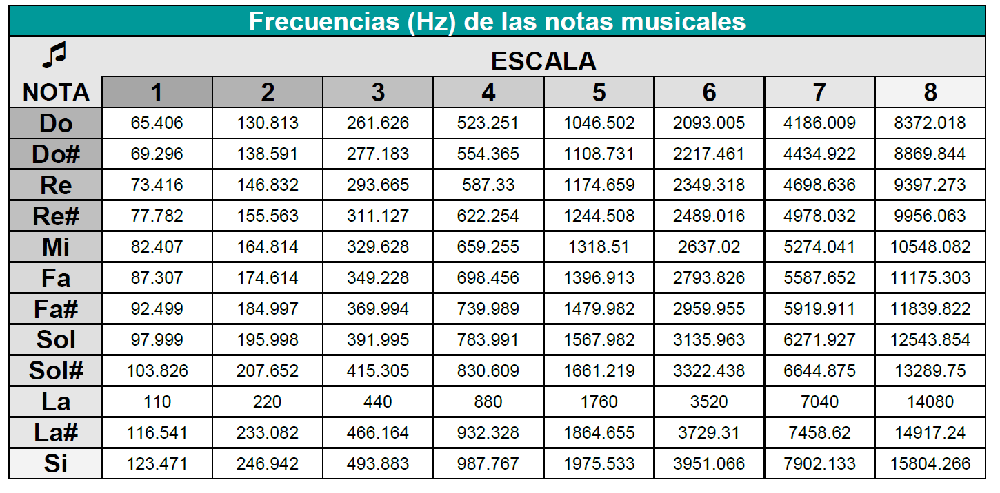 Frecuencias (Hz) de las notas musicales
ESCALA
NOTA 1 2 3 4 5 6 7 8
Do 65.406 130.813 261.626 523.251 1046.502 2093.005 4186.009 8372.018
Do# 69.296 138.591 277.183 554.365 1108.731 2217.461 4434.922 8869.844
Re 73.416 146.832 293.665 587.33 1174.659 2349.318 4698.636 9397.273
Re# 77.782 155.563 311.127 622.254 1244.508 2489.016 4978.032 9956.063
Mi 82.407 164.814 329.628 659.255 1318.51 2637.02 5274.041 10548.082
Fa 87.307 174.614 349.228 698.456 1396.913 2793.826 5587.652 11175.303
Fa# 92.499 184.997 369.994 739.989 1479.982 2959.955 5919.911 11839.822
Sol 97.999 195.998 391.995 783.991 1567.982 3135.963 6271.927 12543.854
Sol# 103.826 207.652 415.305 830.609 1661.219 3322.438 6644.875 13289.75
La 110 220 440 880 1760 3520 7040 14080
La# 116.541 233.082 466.164 932.328 1864.655 3729.31 7458.62 14917.24
Si 123.471 246.942 493.883 987.767 1975.533 3951.066 7902.133 15804.266